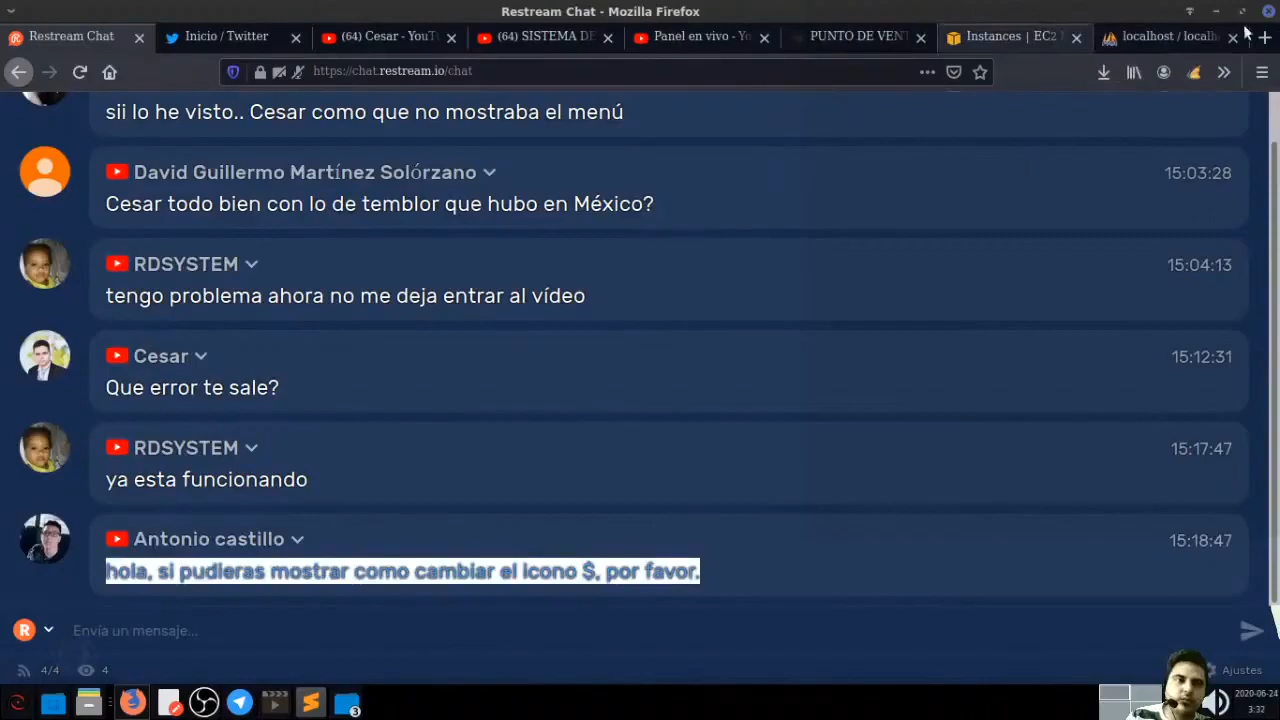 Restream Chat - Mozilla Firefox
Restream Chat
Inicio / Twitter
(64) Cesar - YouT
(64) SISTEMA DE
Panel en vivo - Yo
PUNTO DE VENT
Instances | EC2 M
localhost / localh
https://chat.restream.io/chat
sii lo he visto.. Cesar como que no mostraba el menú
David Guillermo Martínez Solórzano
15:03:28
Cesar todo bien con lo de temblor que hubo en México?
RDSYSTEM
15:04:13
tengo problema ahora no me deja entrar al vídeo
Cesar
15:12:31
Que error te sale?
RDSYSTEM
15:17:47
ya esta funcionando
Antonio castillo
15:18:47
hola, si pudieras mostrar como cambiar el icono $, por favor.
R
Envía un mensaje...
4/4
4
Ajustes
3
2020-06-24
3:32